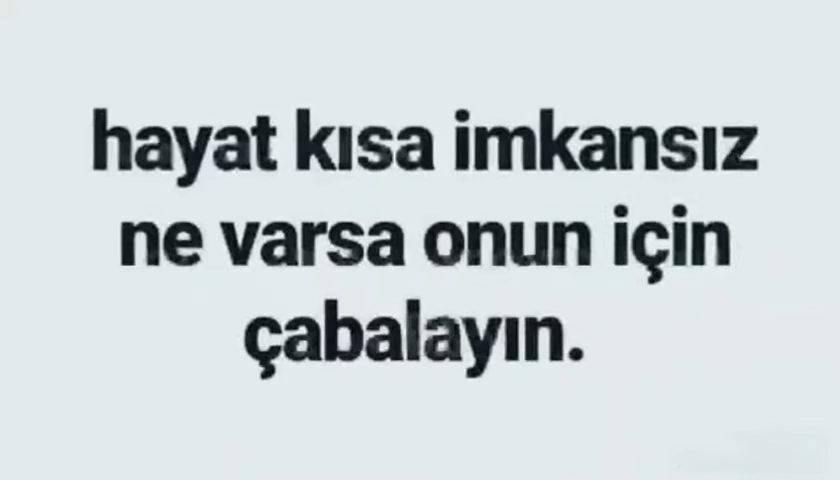 hayat kısa imkansız
ne varsa onun için
çabalayın.